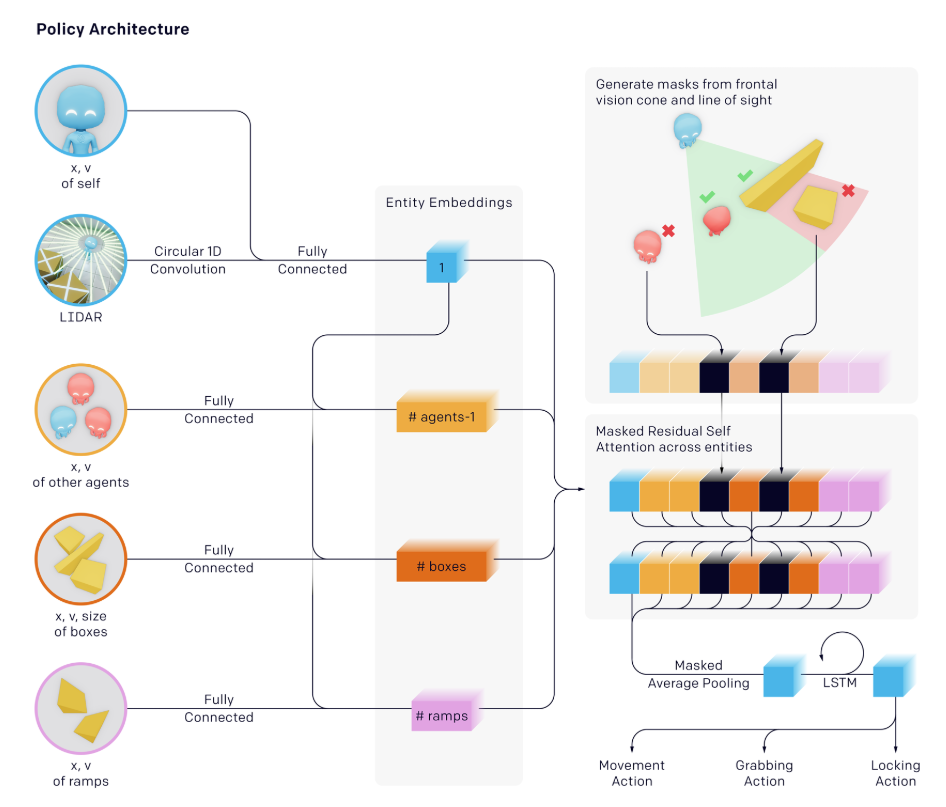 Policy Architecture
x, v
of self
LIDAR
Circular 1D
Convolution
Fully
Connected
x, v
of other agents
Fully
Connected
x, v, size
of boxes
Fully
Connected
x, v
of ramps
Fully
Connected
Entity Embeddings
1
# agents-1
# boxes
# ramps
Generate masks from frontal
vision cone and line of sight
Masked Residual Self
Attention across entities
Masked
Average Pooling
LSTM
Movement
Action
Grabbing
Action
Locking
Action